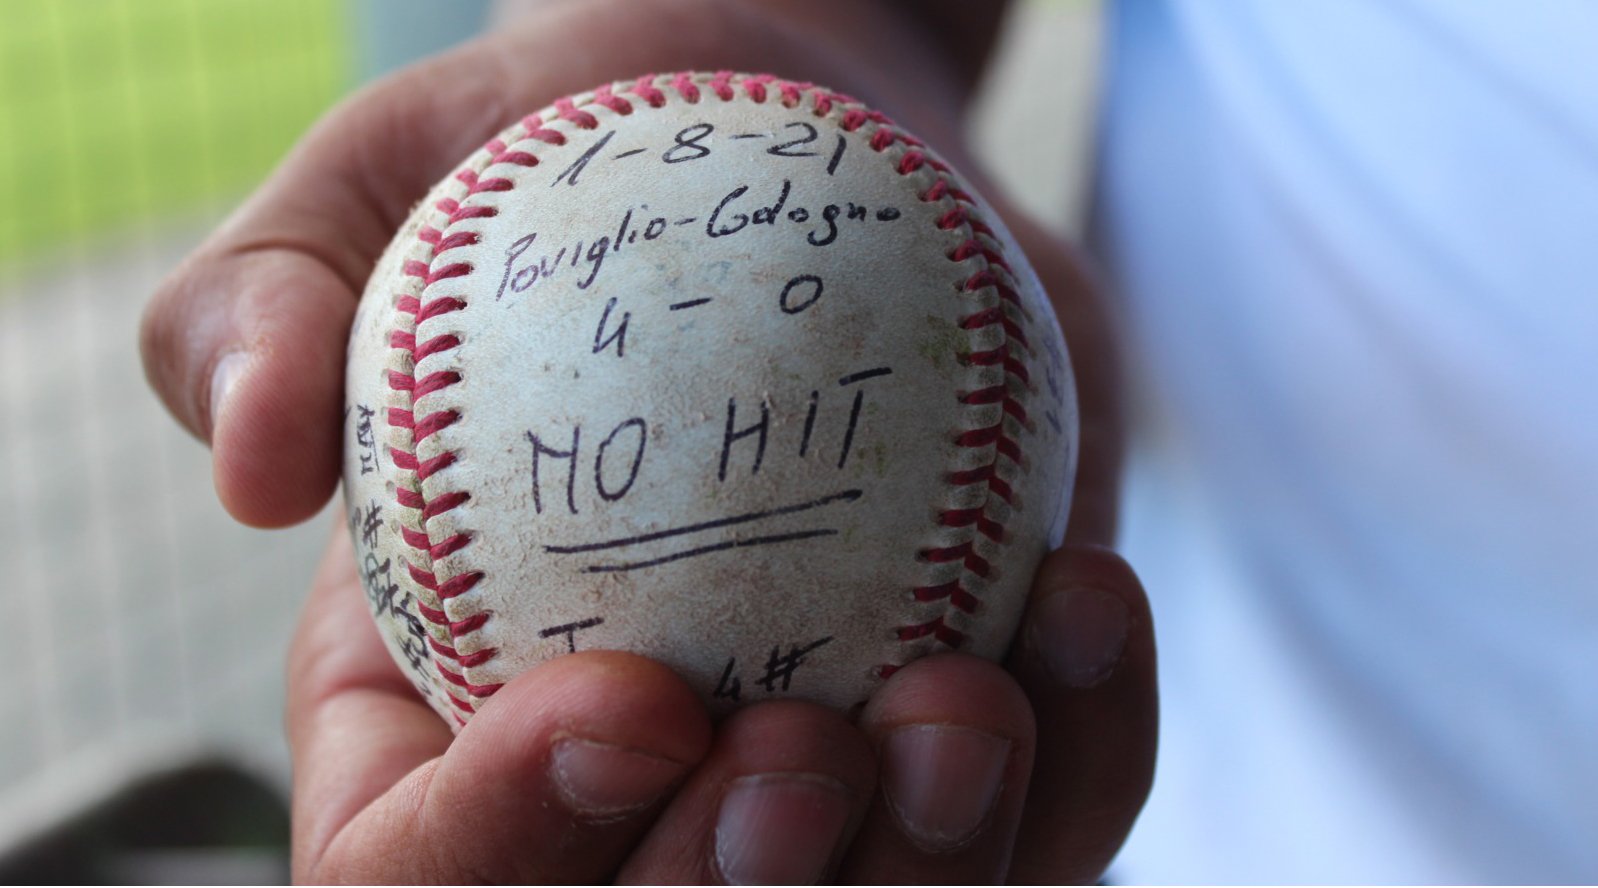 1-8-21
Poviglio-Codogno
4 - 0
NO HIT
4#